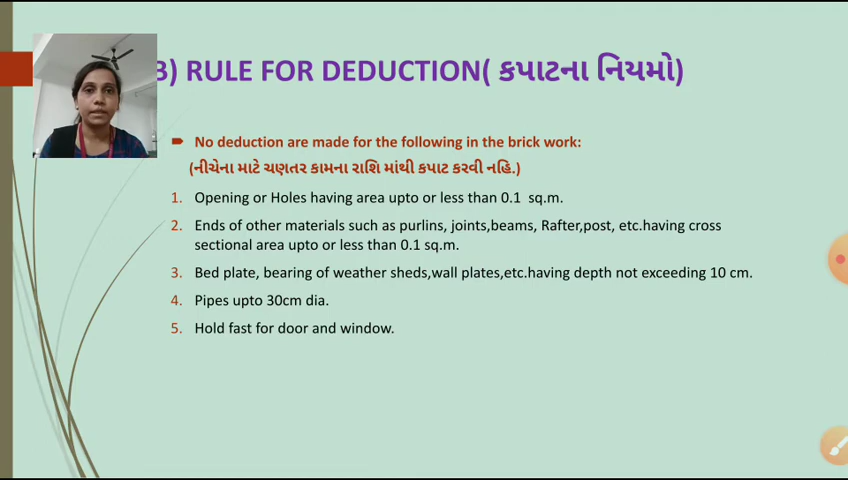 B) RULE FOR DEDUCTION( કપાટના નિયમો)
No deduction are made for the following in the brick work:
(નીચેના માટે ચણતર કામના રાશિ માંથી કપાટ કરવી નહિ.)
1. Opening or Holes having area upto or less than 0.1 sq.m.
2. Ends of other materials such as purlins, joints,beams, Rafter,post, etc.having cross
sectional area upto or less than 0.1 sq.m.
3. Bed plate, bearing of weather sheds,wall plates,etc.having depth not exceeding 10 cm.
4. Pipes upto 30cm dia.
5. Hold fast for door and window.